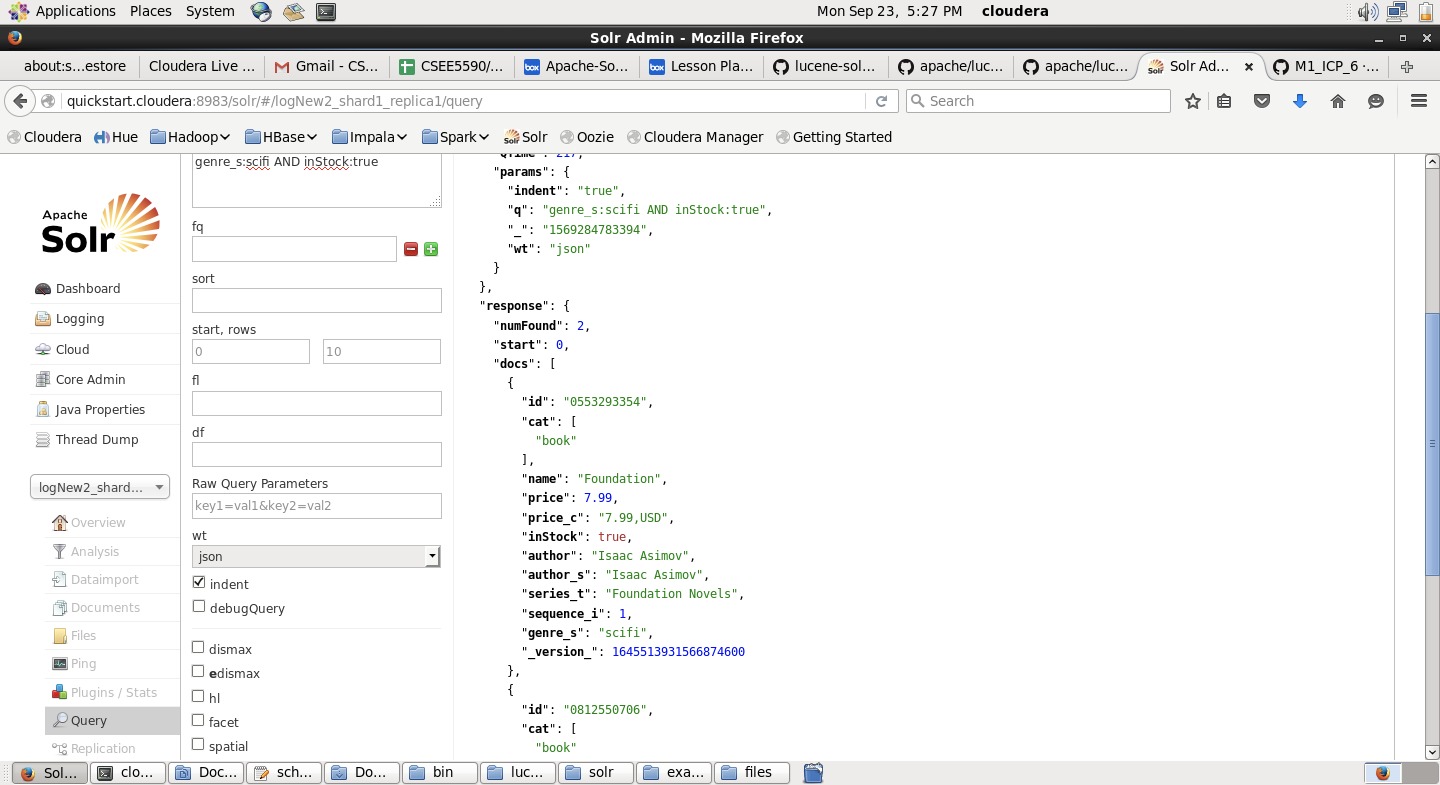 Applications Places System Mon Sep 23, 5:27 PM cloudera
Solr Admin - Mozilla Firefox
about:s...estore Cloudera Live ... Gmail - CS... CSEE5590/... Apache-So... Lesson Pla... lucene-sol... apache/luc... apache/luc... Solr Ad... M1_ICP_6 ·...
quickstart.cloudera:8983/solr/#/logNew2_shard1_replica1/query Search
Cloudera Hue Hadoop HBase Impala Spark Solr Oozie Cloudera Manager Getting Started
Apache
Solr
Dashboard
Logging
Cloud
Core Admin
Java Properties
Thread Dump
logNew2_shard...
Overview
Analysis
Dataimport
Documents
Files
Ping
Plugins / Stats
Query
Replication
genre_s:scifi AND inStock:true
fq
sort
start, rows
0 10
fl
df
Raw Query Parameters
key1=val1&key2=val2
wt
json
indent
debugQuery
dismax
edismax
hl
facet
spatial
"QTime": 217,
"params": {
"indent": "true",
"q": "genre_s:scifi AND inStock:true",
"_": "1569284783394",
"wt": "json"
}
},
"response": {
"numFound": 2,
"start": 0,
"docs": [
{
"id": "0553293354",
"cat": [
"book"
],
"name": "Foundation",
"price": 7.99,
"price_c": "7.99,USD",
"inStock": true,
"author": "Isaac Asimov",
"author_s": "Isaac Asimov",
"series_t": "Foundation Novels",
"sequence_i": 1,
"genre_s": "scifi",
"_version_": 1645513931566874600
},
{
"id": "0812550706",
"cat": [
"book"
Sol... clo... Doc... sch... Do... bin luc... solr exa... files